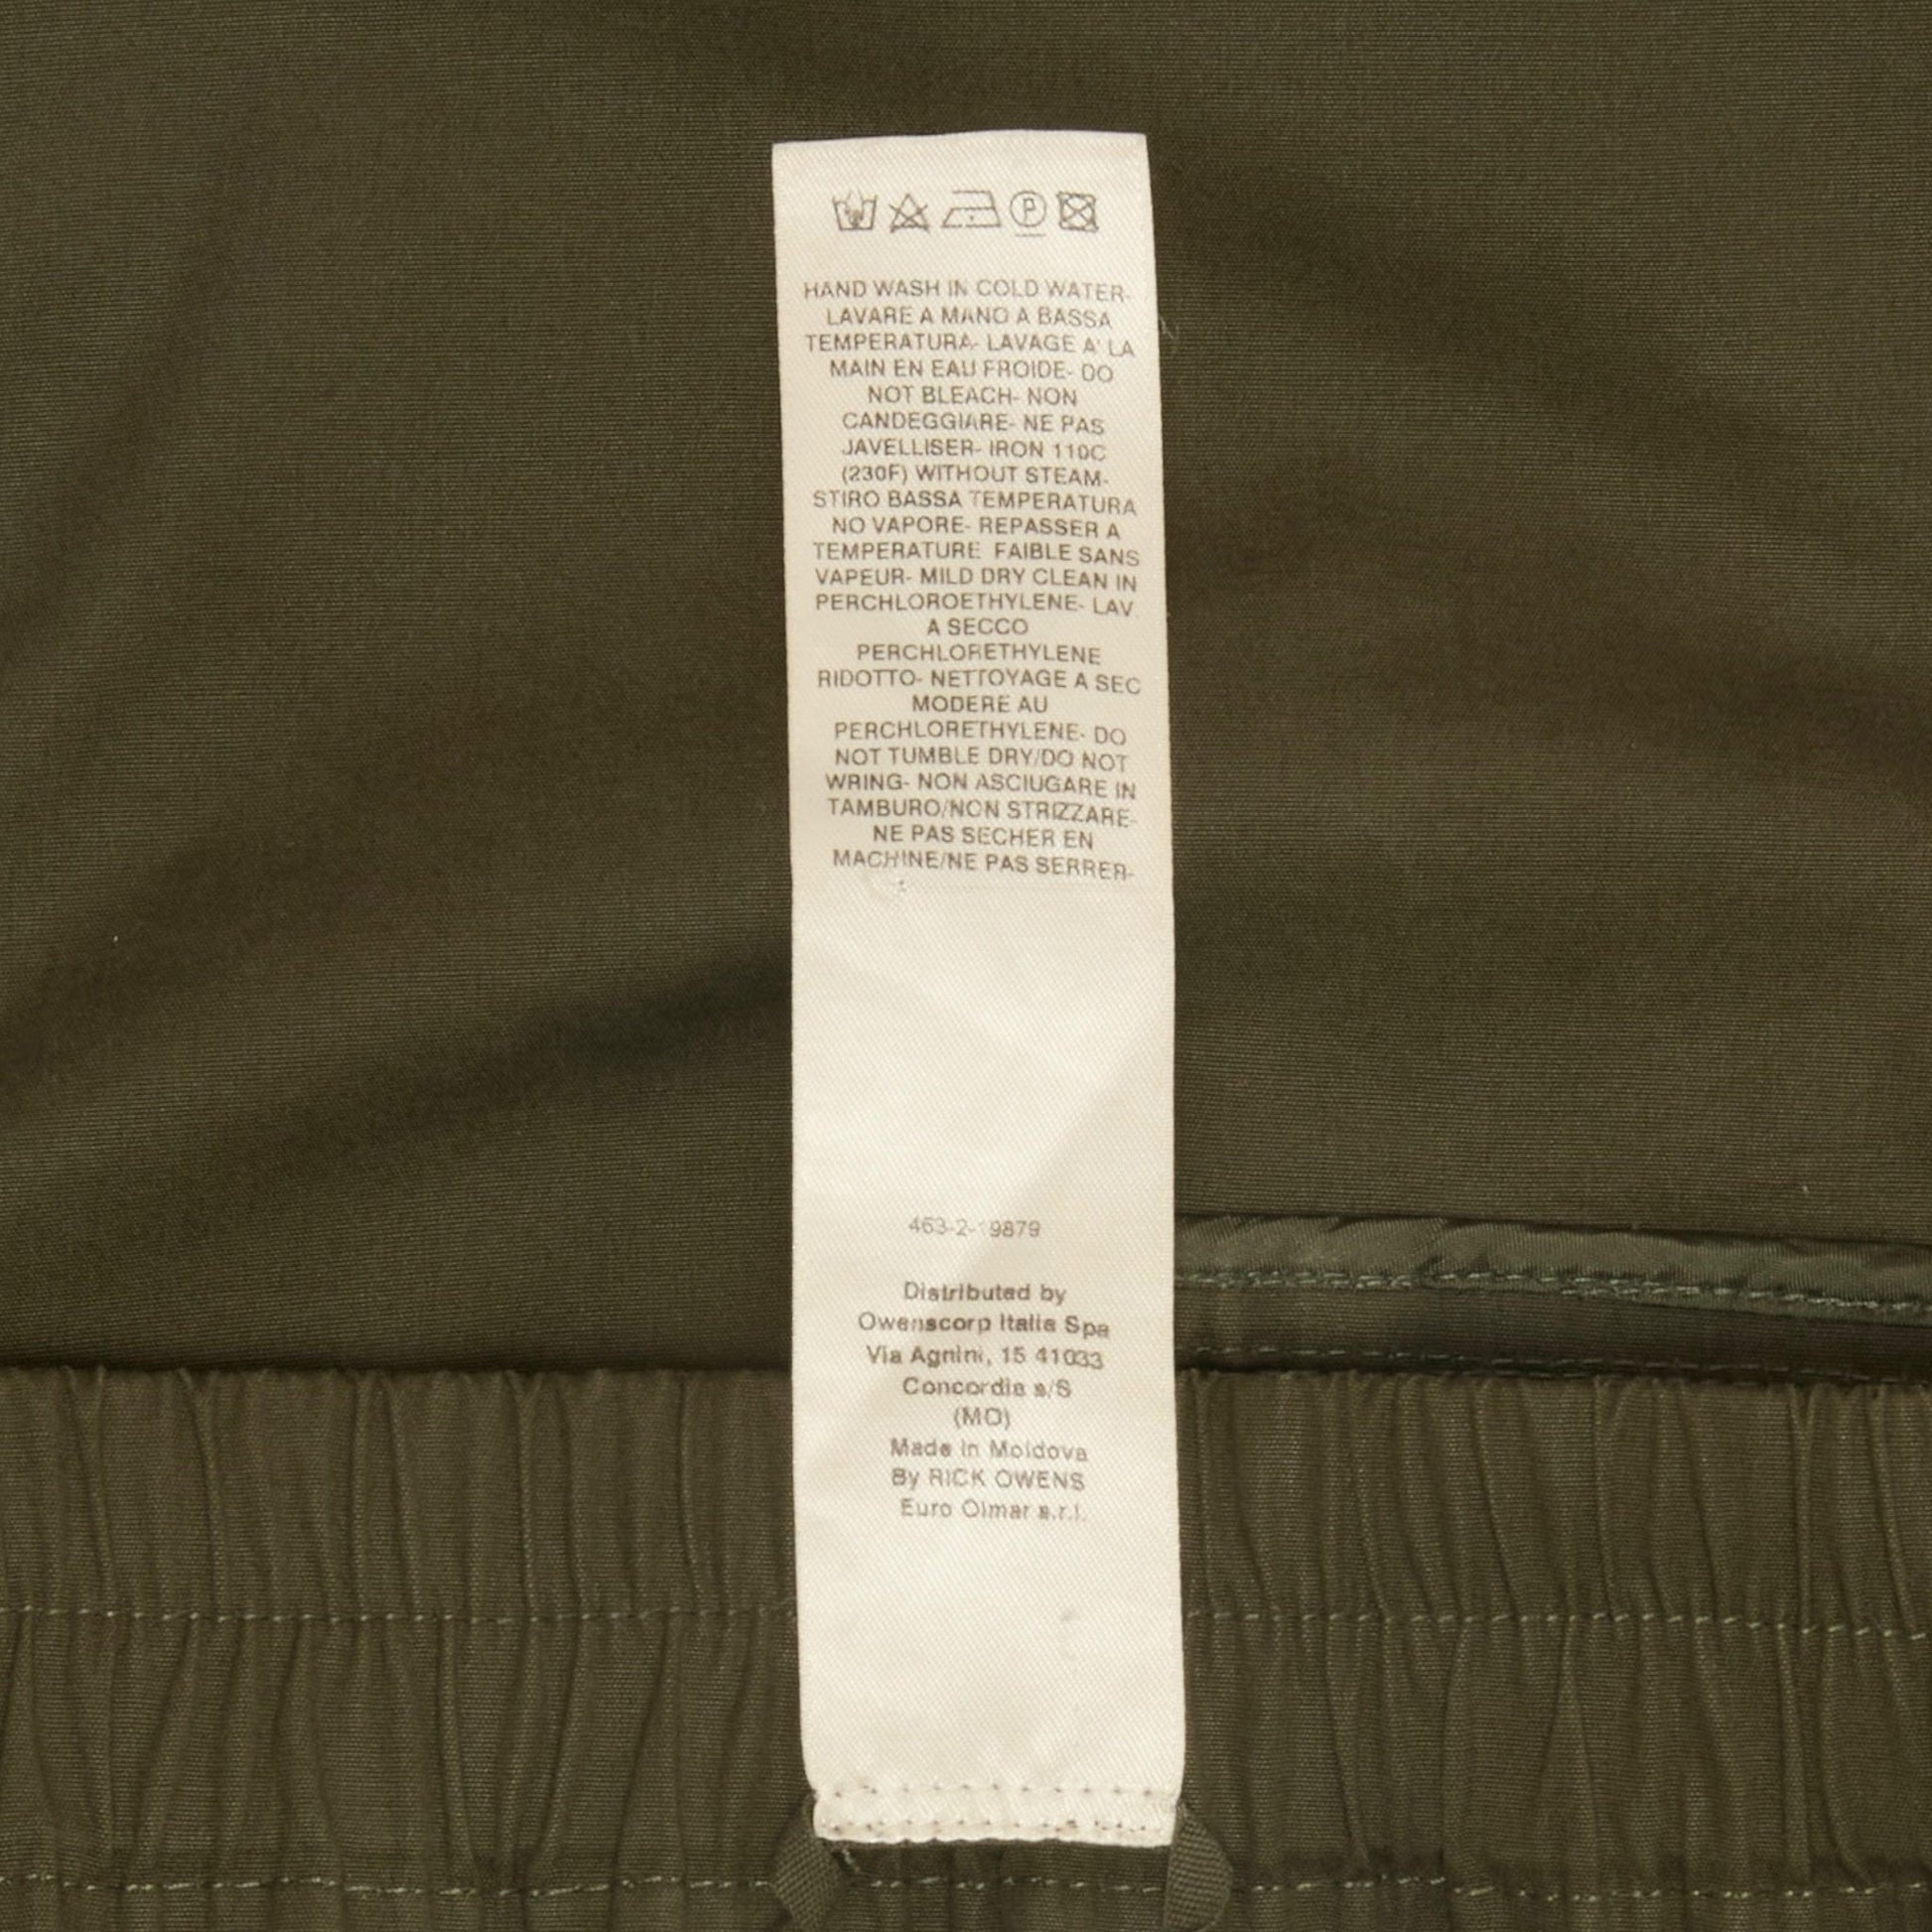 P
HAND WASH IN COLD WATER-
LAVARE A MANO A BASSA
TEMPERATURA- LAVAGE A' LA
MAIN EN EAU FROIDE- DO
NOT BLEACH- NON
CANDEGGIARE- NE PAS
JAVELLISER- IRON 110C
(230F) WITHOUT STEAM-
STIRO BASSA TEMPERATURA
NO VAPORE- REPASSER A
TEMPERATURE FAIBLE SANS
VAPEUR- MILD DRY CLEAN IN
PERCHLOROETHYLENE- LAV.
A SECCO
PERCHLORETHYLENE
RIDOTTO- NETTOYAGE A SEC
MODERE AU
PERCHLORETHYLENE- DO
NOT TUMBLE DRY/DO NOT
WRING- NON ASCIUGARE IN
TAMBURO/NON STRIZZARE-
NE PAS SECHER EN
MACHINE/NE PAS SERRER-
463-2-19879
Distributed by
Owenscorp Italia Spa
Via Agnini, 15 41033
Concordia s/S
(MO)
Made in Moldova
By RICK OWENS
Euro Olmar s.r.l.